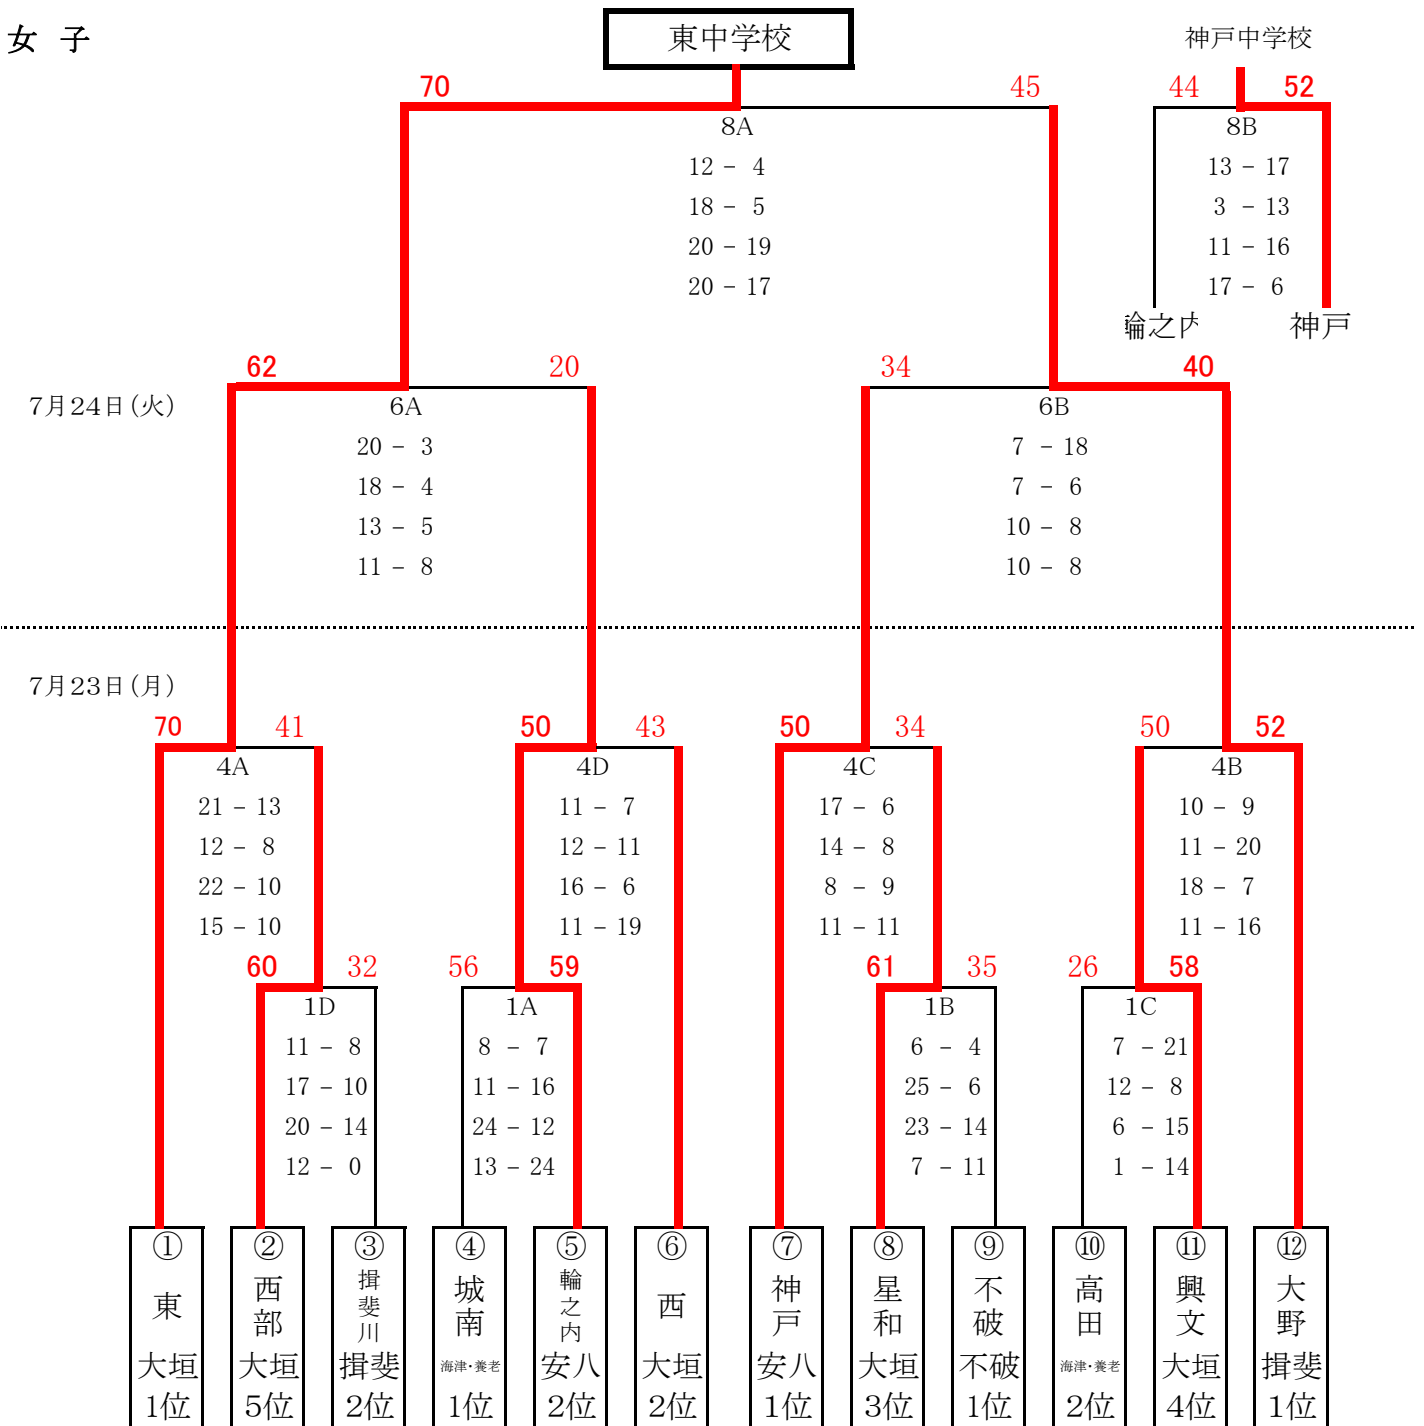 女 子
東中学校
神戸中学校
70 45
44 52
8A
12 - 4
18 - 5
20 - 19
20 - 17
8B
13 - 17
3 - 13
11 - 16
17 - 6
輪之内 神戸
62 20
34 40
7月24日(火)
6A
20 - 3
18 - 4
13 - 5
11 - 8
6B
7 - 18
7 - 6
10 - 8
10 - 8
7月23日(月)
70 41
50 43
50 34
50 52
4A
21 - 13
12 - 8
22 - 10
15 - 10
4D
11 - 7
12 - 11
16 - 6
11 - 19
4C
17 - 6
14 - 8
8 - 9
11 - 11
4B
10 - 9
11 - 20
18 - 7
11 - 16
60 32
56 59
61 35
26 58
1D
11 - 8
17 - 10
20 - 14
12 - 0
1A
8 - 7
11 - 16
24 - 12
13 - 24
1B
6 - 4
25 - 6
23 - 14
7 - 11
1C
7 - 21
12 - 8
6 - 15
1 - 14
①
東
大垣
1位
②
西部
大垣
5位
③
揖斐川
揖斐
2位
④
城南
海津・養老
1位
⑤
輪之内
安八
2位
⑥
西
大垣
2位
⑦
神戸
安八
1位
⑧
星和
大垣
3位
⑨
不破
不破
1位
⑩
高田
海津・養老
2位
⑪
興文
大垣
4位
⑫
大野
揖斐
1位